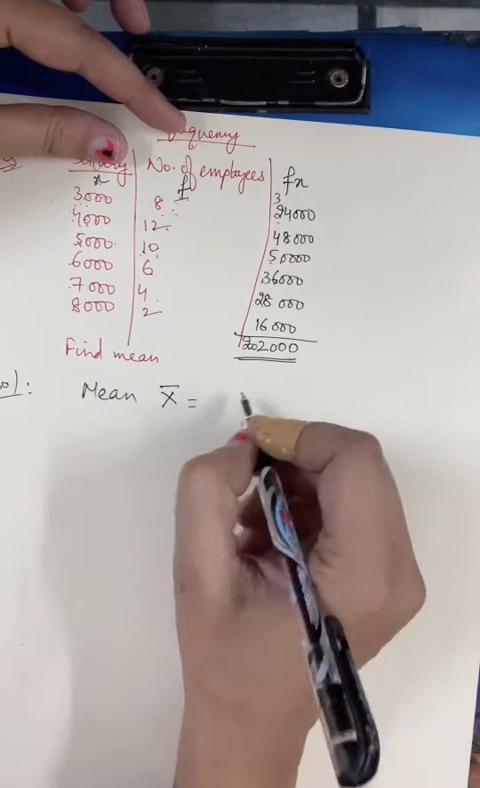 No. of employees
x f fx
3
3000 8 24000
4000 12 48000
5000 10 50000
6000 6 36000
7000 4 28000
8000 2 16000
202000
Find mean
Mean X̅ =